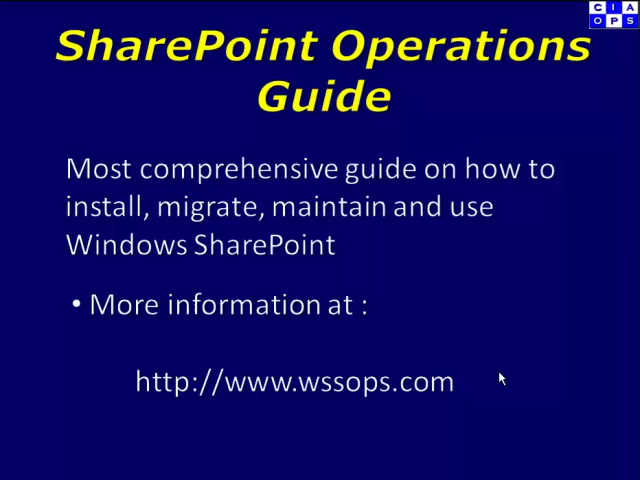 CIA
OPS
SharePoint Operations
Guide
Most comprehensive guide on how to
install, migrate, maintain and use
Windows SharePoint
• More information at :
http://www.wssops.com